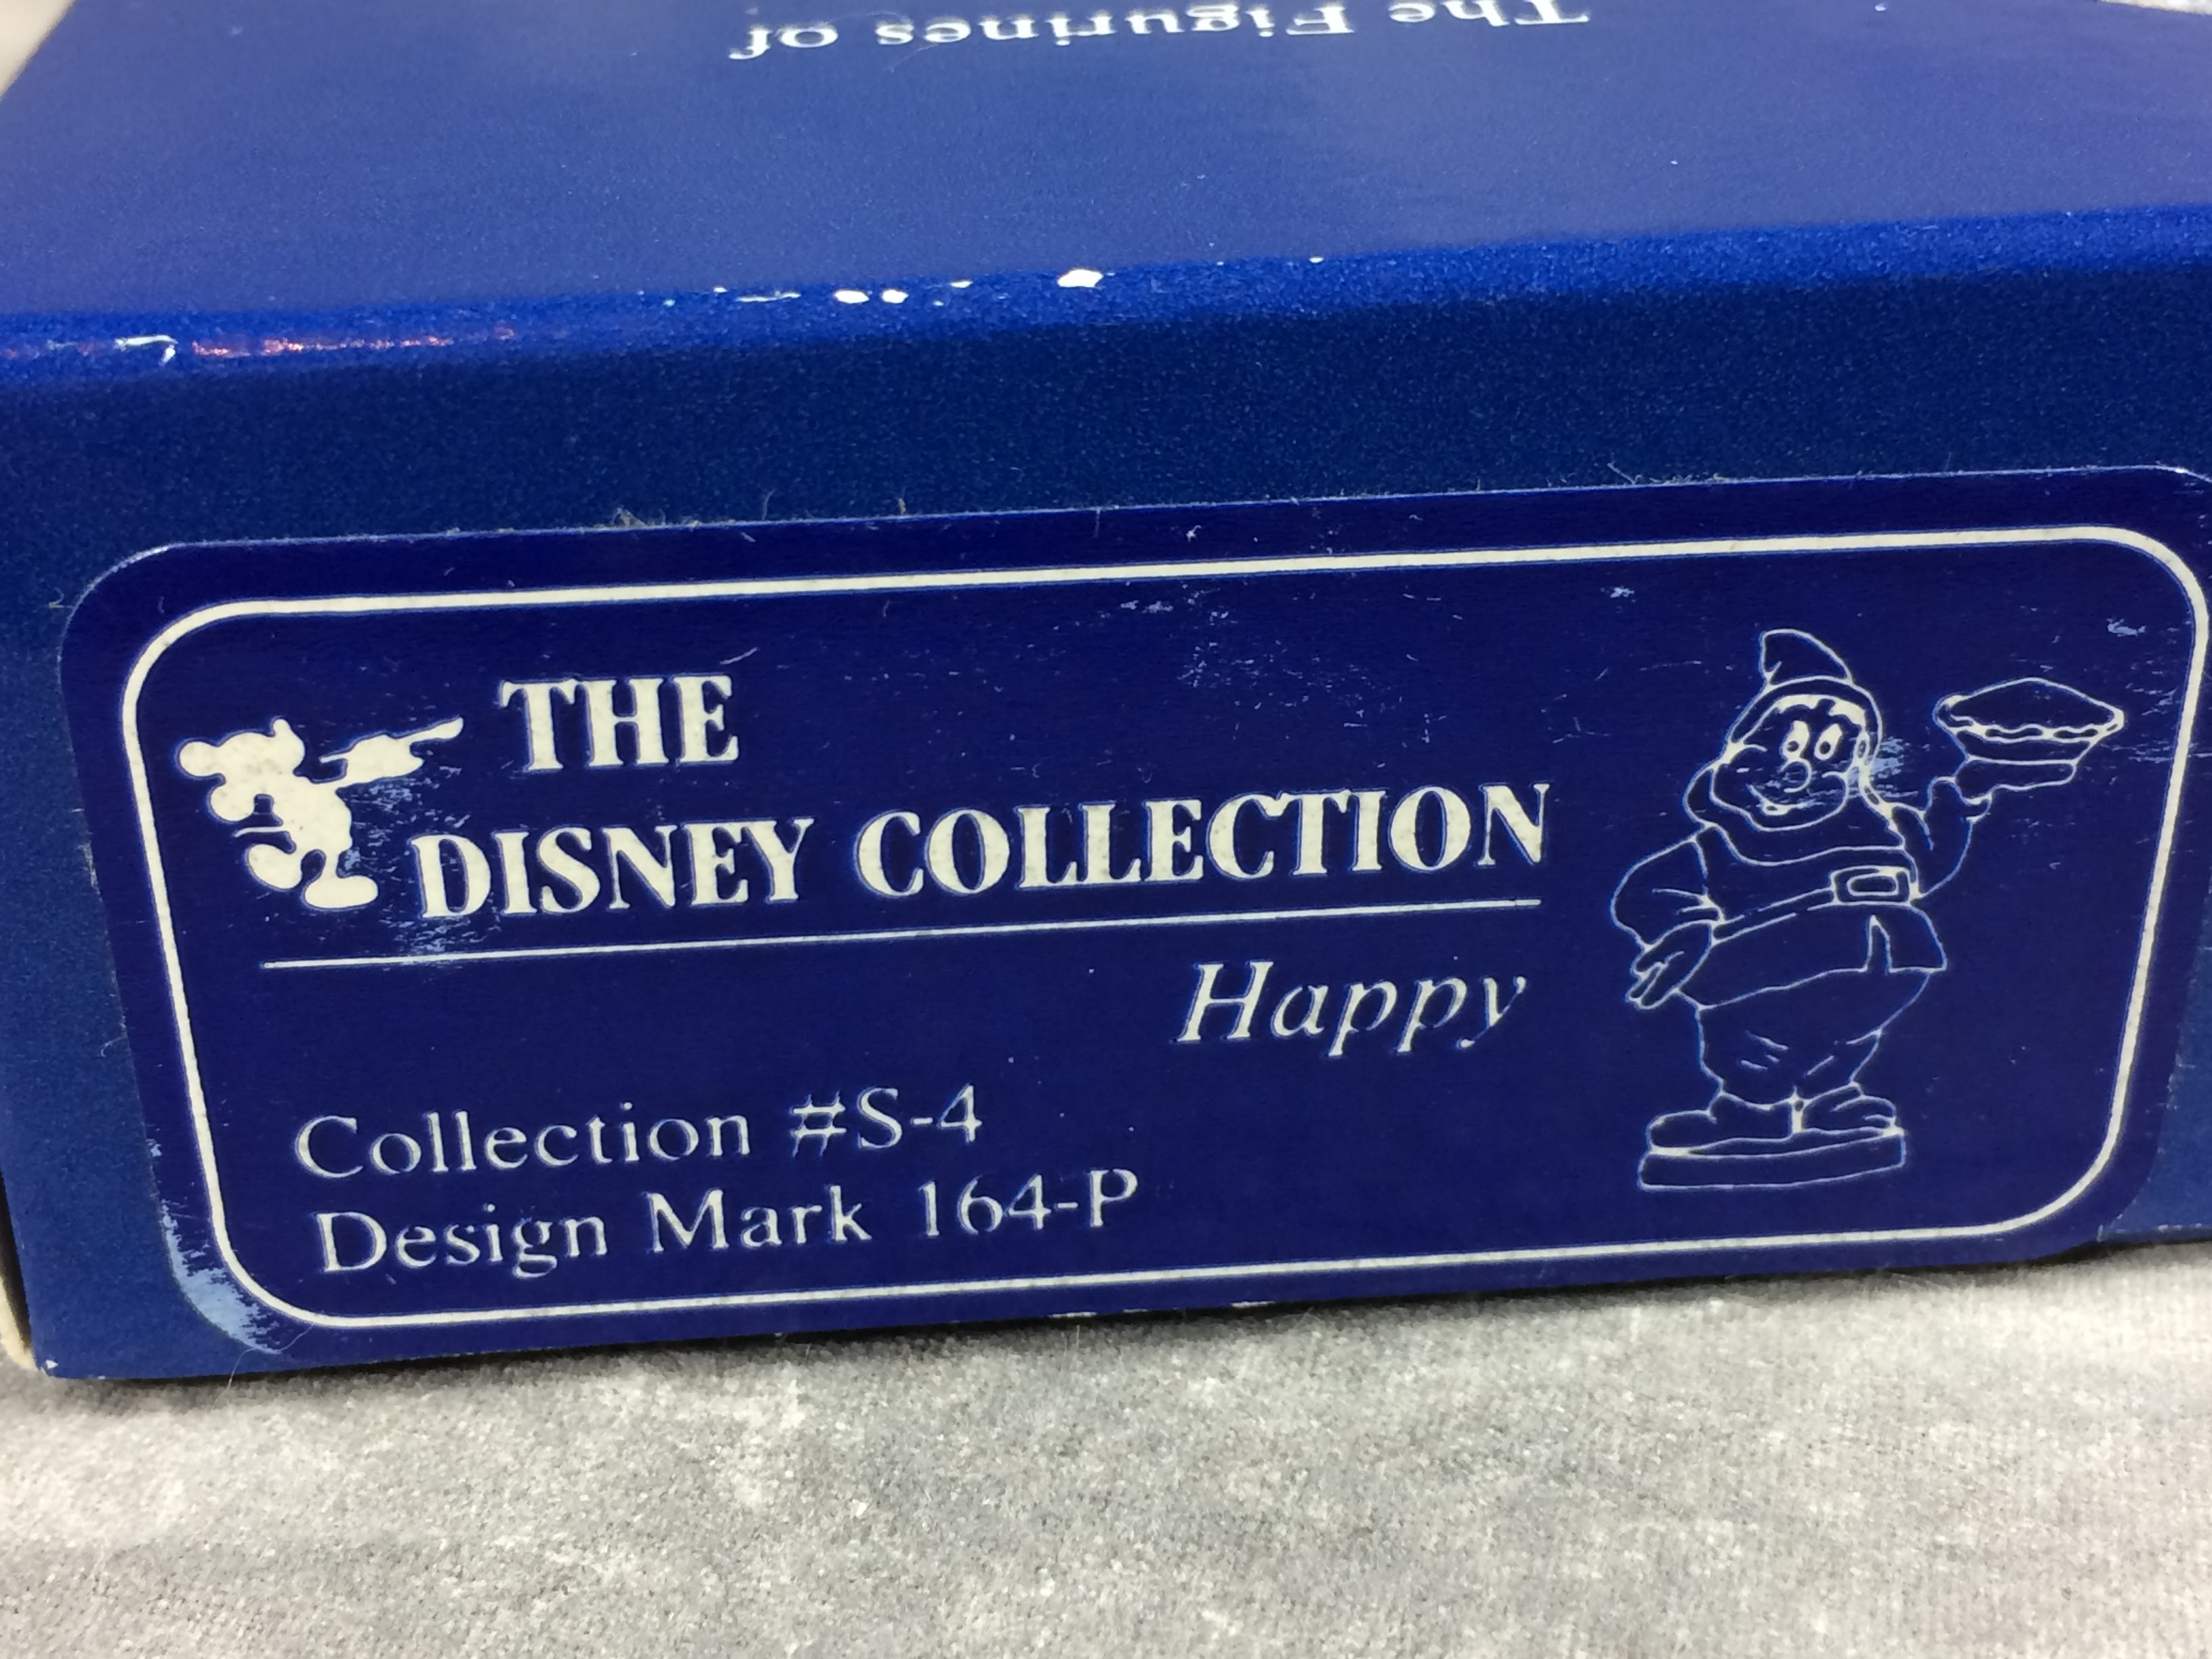 The Figurines of
THE
DISNEY COLLECTION
Happy
Collection #S-4
Design Mark 164-P